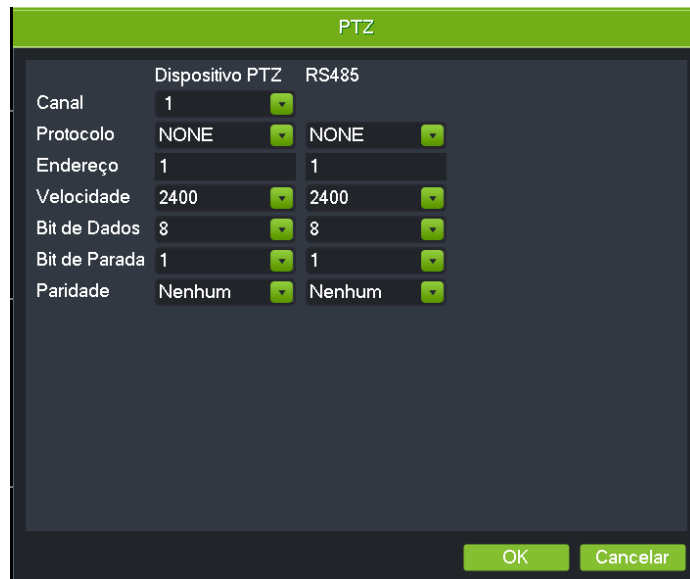 PTZ
Dispositivo PTZ RS485
Canal 1
Protocolo NONE NONE
Endereço 1 1
Velocidade 2400 2400
Bit de Dados 8 8
Bit de Parada 1 1
Paridade Nenhum Nenhum
OK Cancelar